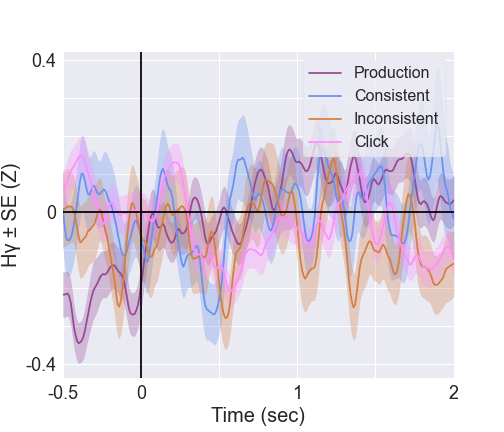 0.4
Production
Consistent
Inconsistent
Click
0
-0.4
Hγ ± SE (Z)
-0.5
0
1
2
Time (sec)